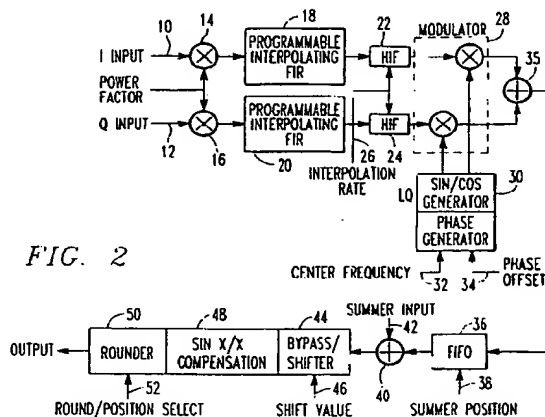 10 14 18 22 MODULATOR 28
I INPUT
PROGRAMMABLE
INTERPOLATING
FIR
HIF
35
POWER
FACTOR
Q INPUT
PROGRAMMABLE
INTERPOLATING
FIR
HIF
12 16 20 26 24
INTERPOLATION
RATE
LQ
SIN/COS
GENERATOR
30
PHASE
GENERATOR
FIG. 2
CENTER FREQUENCY
32 34
PHASE
OFFSET
50 48 44
SUMMER INPUT
42
36
OUTPUT
ROUNDER
SIN X/X
COMPENSATION
BYPASS/
SHIFTER
FIFO
40
52 46 38
ROUND/POSITION SELECT
SHIFT VALUE
SUMMER POSITION